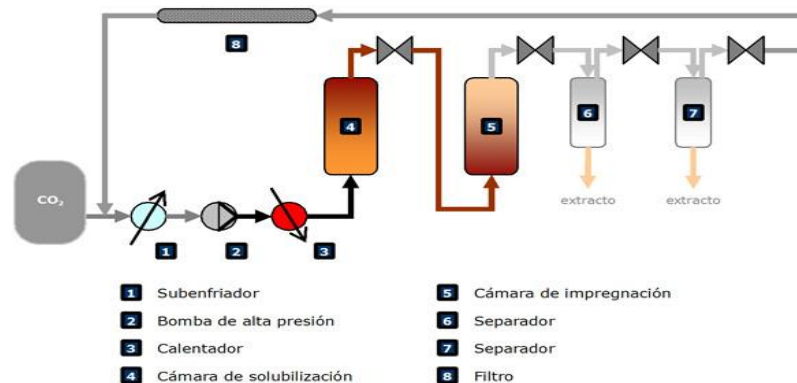 8
4
5
6
7
CO₂
extracto
extracto
1
2
3
1 Subenfriador
2 Bomba de alta presión
3 Calentador
4 Cámara de solubilización
5 Cámara de impregnación
6 Separador
7 Separador
8 Filtro